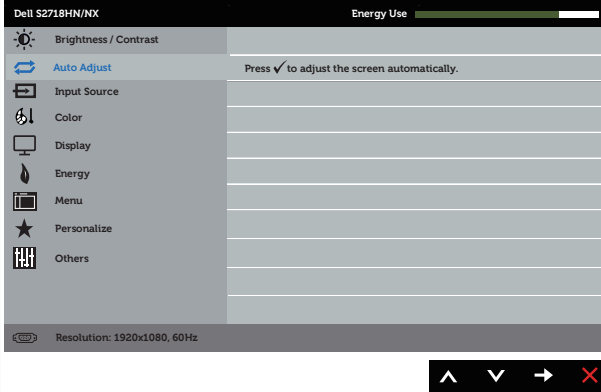 Dell S2718HN/NX Energy Use
Brightness / Contrast
Auto Adjust Press ✓ to adjust the screen automatically.
Input Source
Color
Display
Energy
Menu
Personalize
Others
Resolution: 1920x1080, 60Hz